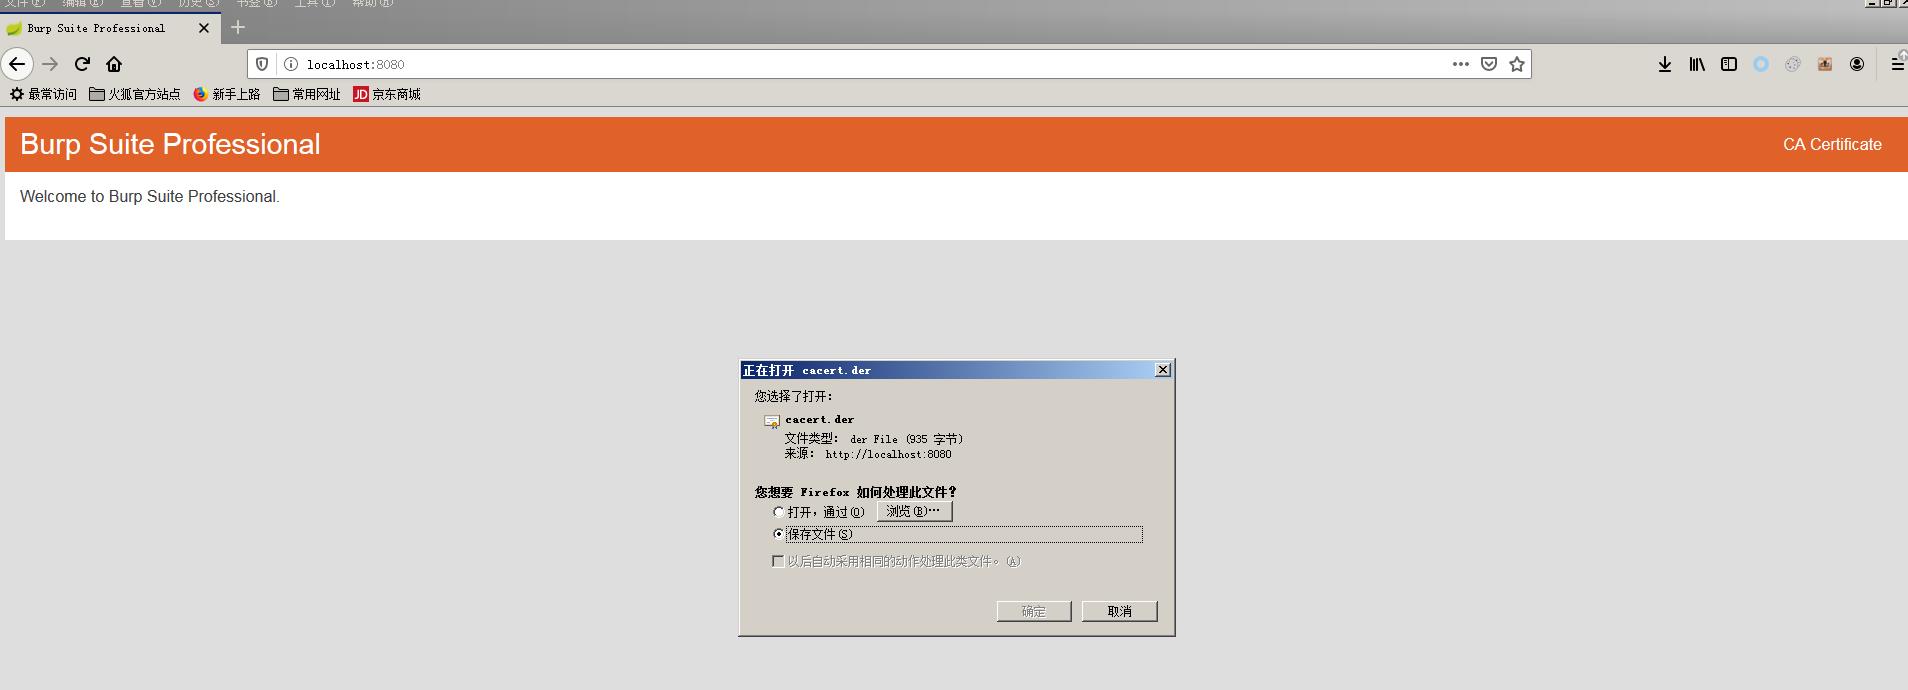 文件(F) 编辑(E) 查看(V) 历史(S) 书签(B) 工具(T) 帮助(H)
Burp Suite Professional
localhost:8080
最常访问 火狐官方站点 新手上路 常用网址 JD 京东商城
Burp Suite Professional CA Certificate
Welcome to Burp Suite Professional.
正在打开 cacert.der
您选择了打开:
cacert.der
文件类型: der File (935 字节)
来源: http://localhost:8080
您想要 Firefox 如何处理此文件?
打开,通过(O) 浏览(B)…
保存文件(S)
以后自动采用相同的动作处理此类文件。(A)
确定 取消